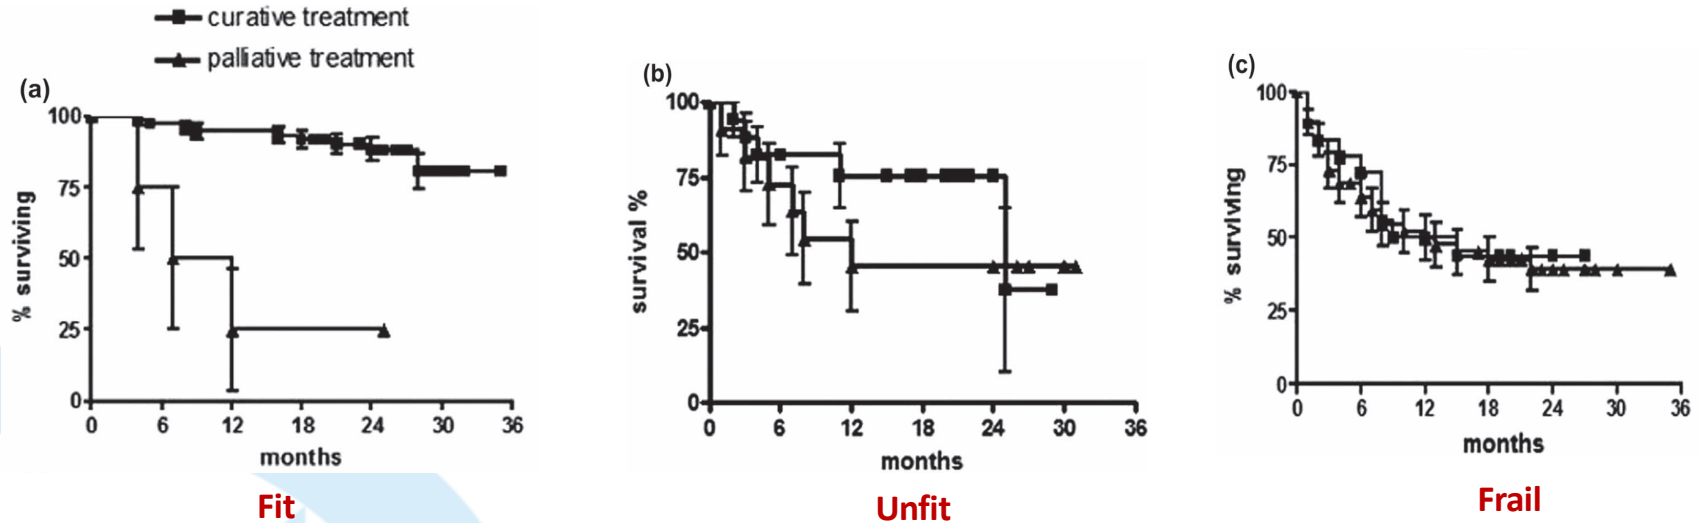 curative treatment
palliative treatment
(a)
100
75
50
25
0
% surviving
0 6 12 18 24 30 36
months
Fit
(b)
100
75
50
25
0
survival %
0 6 12 18 24 30 36
months
Unfit
(c)
100
75
50
25
0
% surviving
0 6 12 18 24 30 36
months
Frail